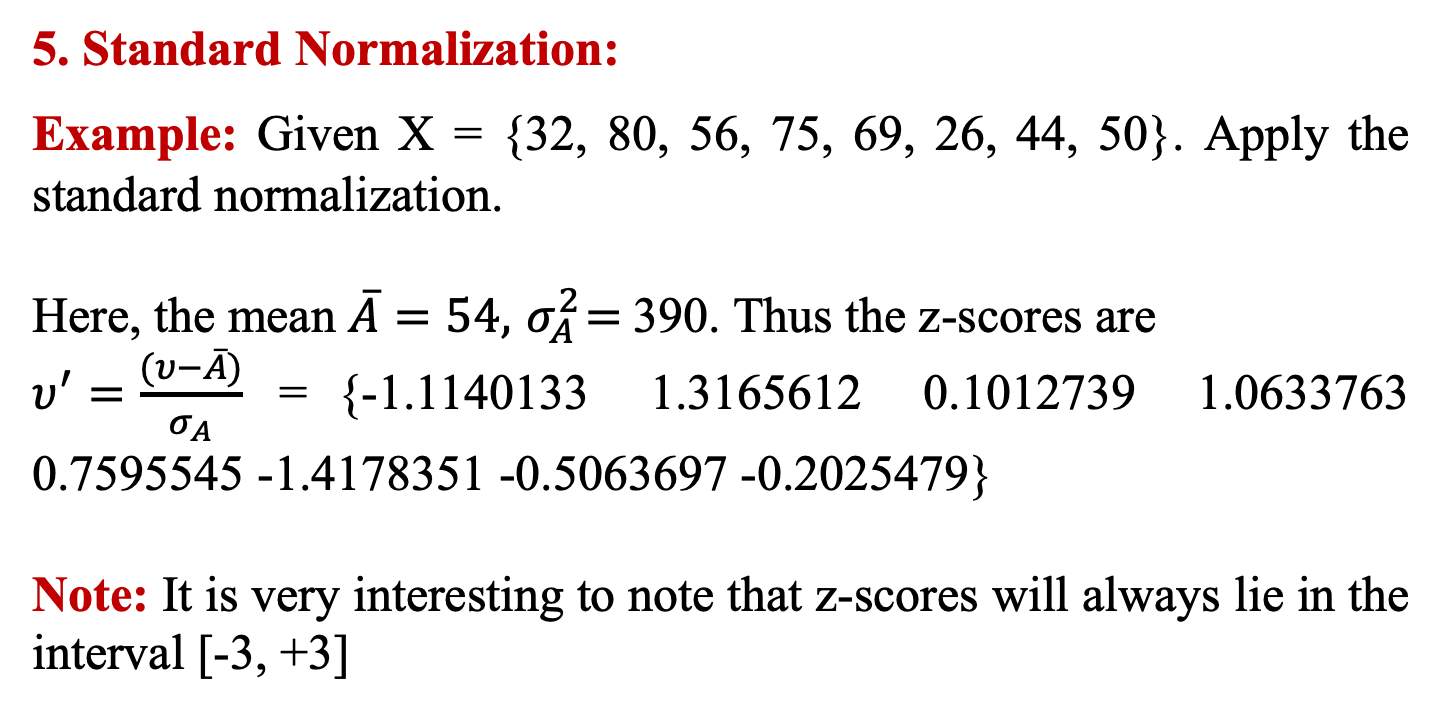 5. Standard Normalization:
Example: Given X = {32, 80, 56, 75, 69, 26, 44, 50}. Apply the
standard normalization.
Here, the mean Ā = 54, σ_A^2 = 390. Thus the z-scores are
υ′ = (υ−Ā)/σ_A = {-1.1140133 1.3165612 0.1012739 1.0633763
0.7595545 -1.4178351 -0.5063697 -0.2025479}
Note: It is very interesting to note that z-scores will always lie in the
interval [-3, +3]